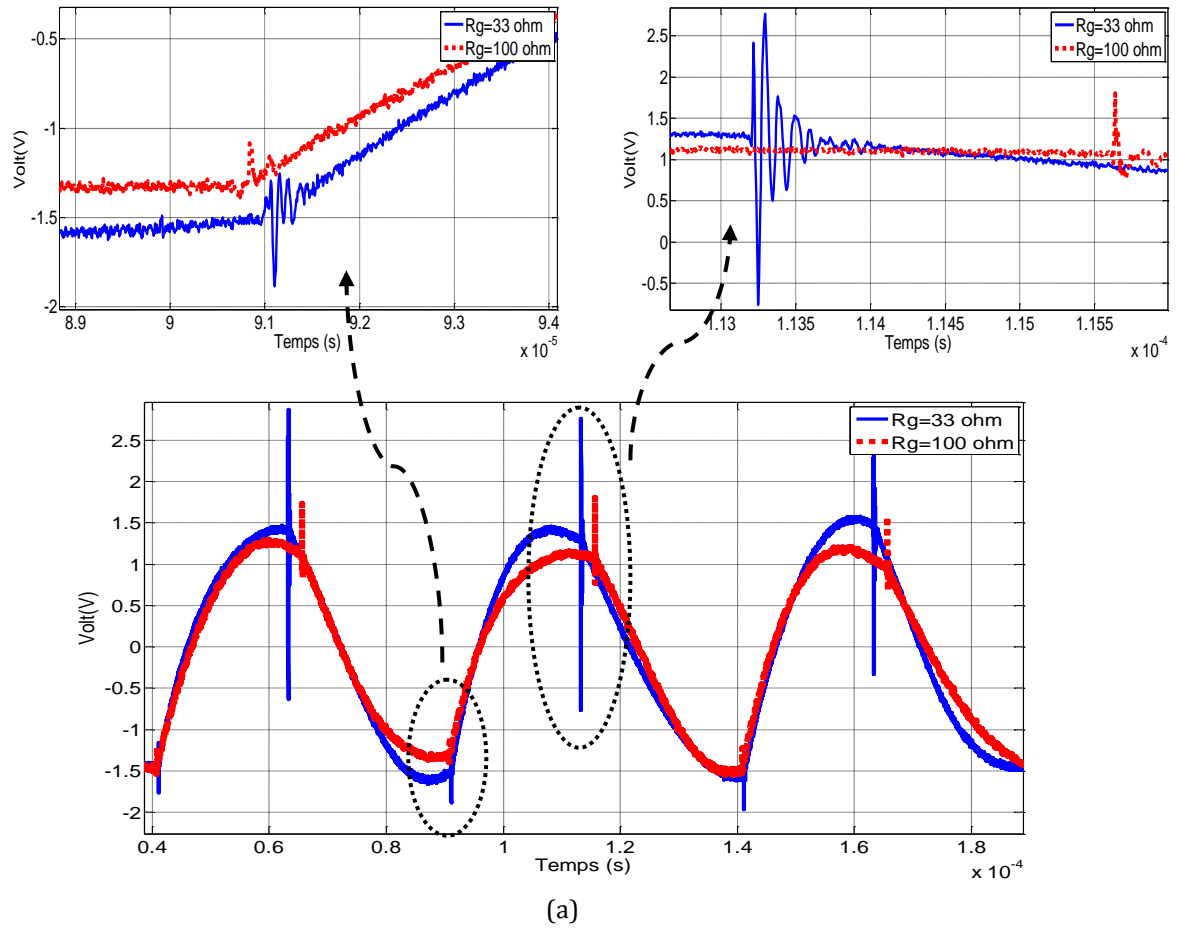 Rg=33 ohm
Rg=100 ohm
-0.5
-1
-1.5
-2
Volt(V)
8.9 9 9.1 9.2 9.3 9.4
Temps (s)
x 10-5
Rg=33 ohm
Rg=100 ohm
2.5
2
1.5
1
0.5
0
-0.5
Volt(V)
1.13 1.135 1.14 1.145 1.15 1.155
Temps (s)
x 10-4
Rg=33 ohm
Rg=100 ohm
2.5
2
1.5
1
0.5
0
-0.5
-1
-1.5
-2
Volt(V)
0.4 0.6 0.8 1 1.2 1.4 1.6 1.8
Temps (s)
x 10-4
(a)